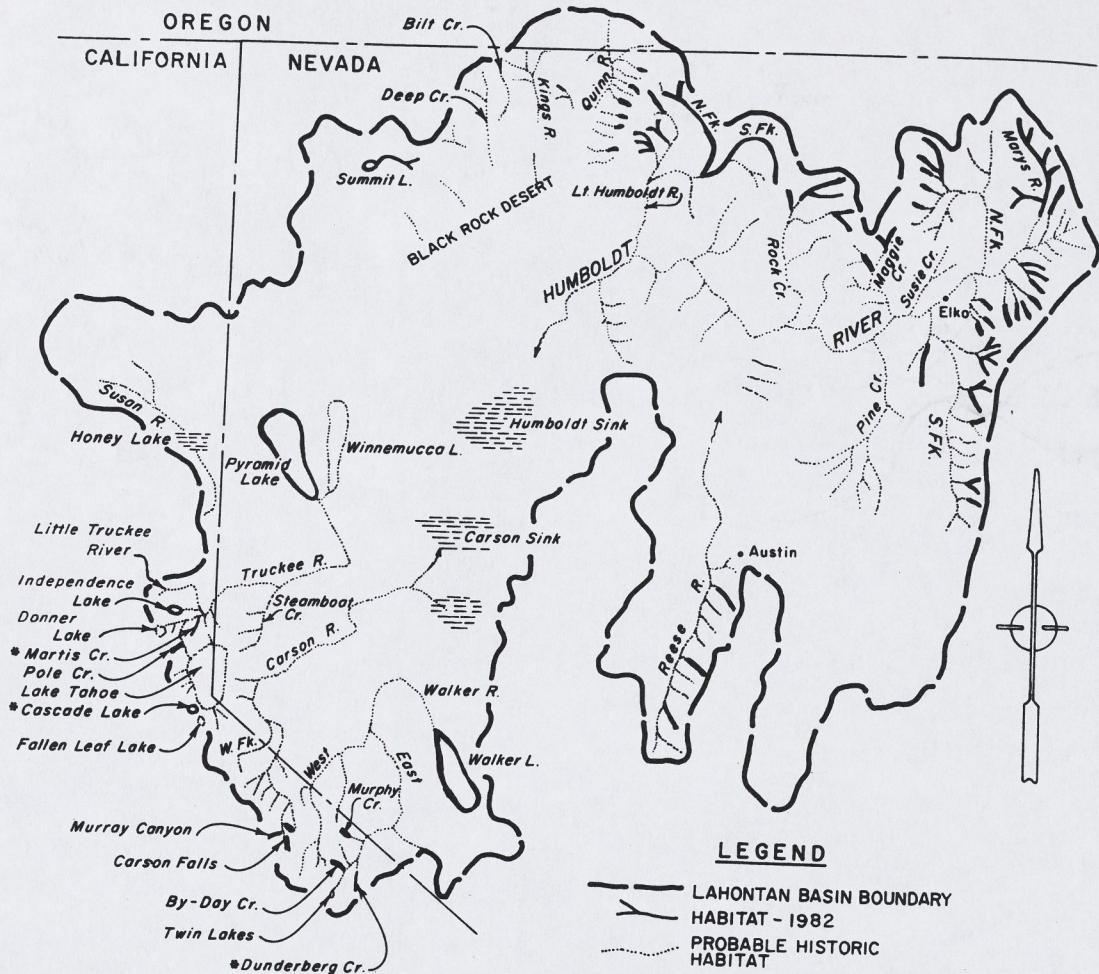 OREGON
CALIFORNIA
NEVADA
Bilt Cr.
Deep Cr.
Kings R.
Quinn R.
N. Fk.
S. Fk.
Summit L.
BLACK ROCK DESERT
Lt. Humboldt R.
HUMBOLDT
RIVER
Rock Cr.
Maggie Cr.
Susie Cr.
N. Fk.
Marys R.
Elko
Pine Cr.
S. Fk.
Susan R.
Honey Lake
Pyramid
Lake
Winnemucca L.
Humboldt Sink
Carson Sink
Little Truckee
River
Independence
Lake
Donner
Lake
*Martis Cr.
Pole Cr.
Lake Tahoe
*Cascade Lake
Fallen Leaf Lake
Truckee R.
Steamboat
Cr.
Carson R.
Austin
Reese R.
W. Fk.
West
East
Walker R.
Walker L.
Murphy
Cr.
Murray Canyon
Carson Falls
By-Day Cr.
Twin Lakes
*Dunderberg Cr.
LEGEND
LAHONTAN BASIN BOUNDARY
HABITAT - 1982
PROBABLE HISTORIC
HABITAT